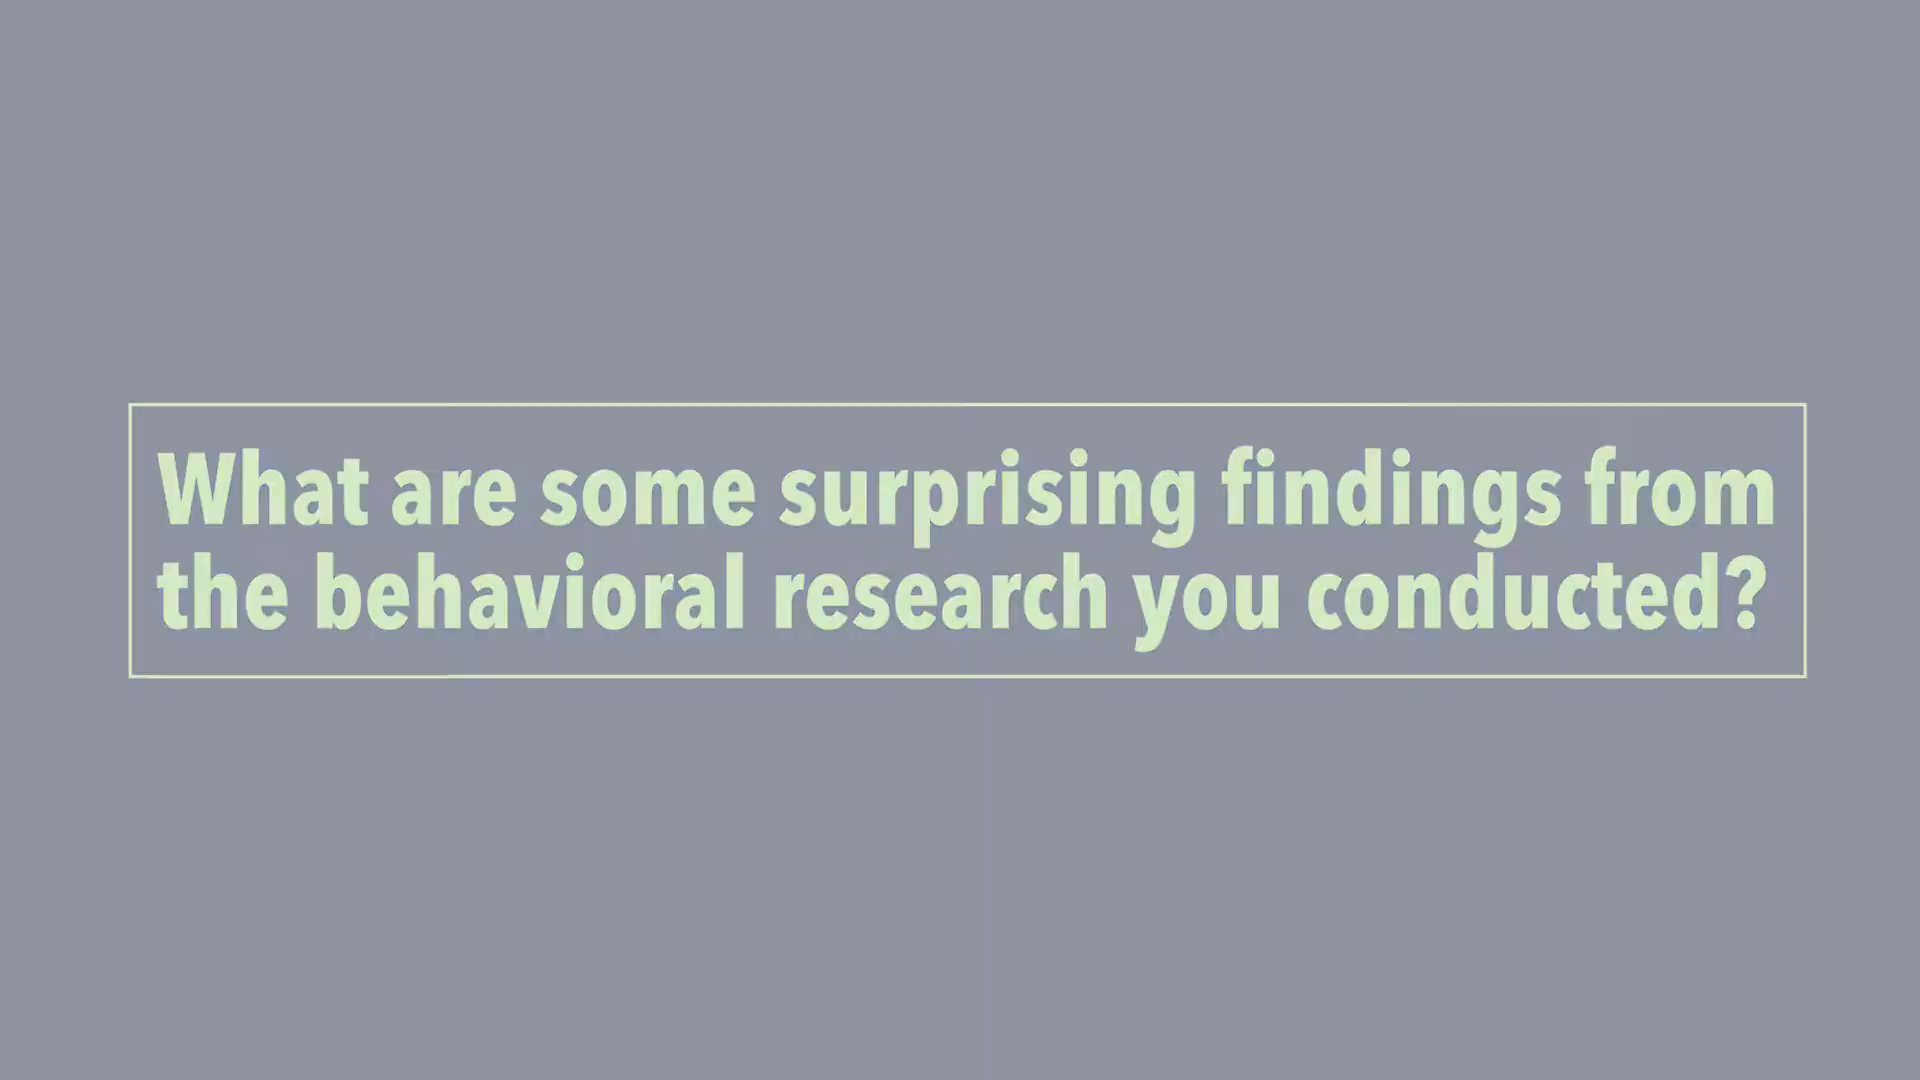 What are some surprising findings from
the behavioral research you conducted?